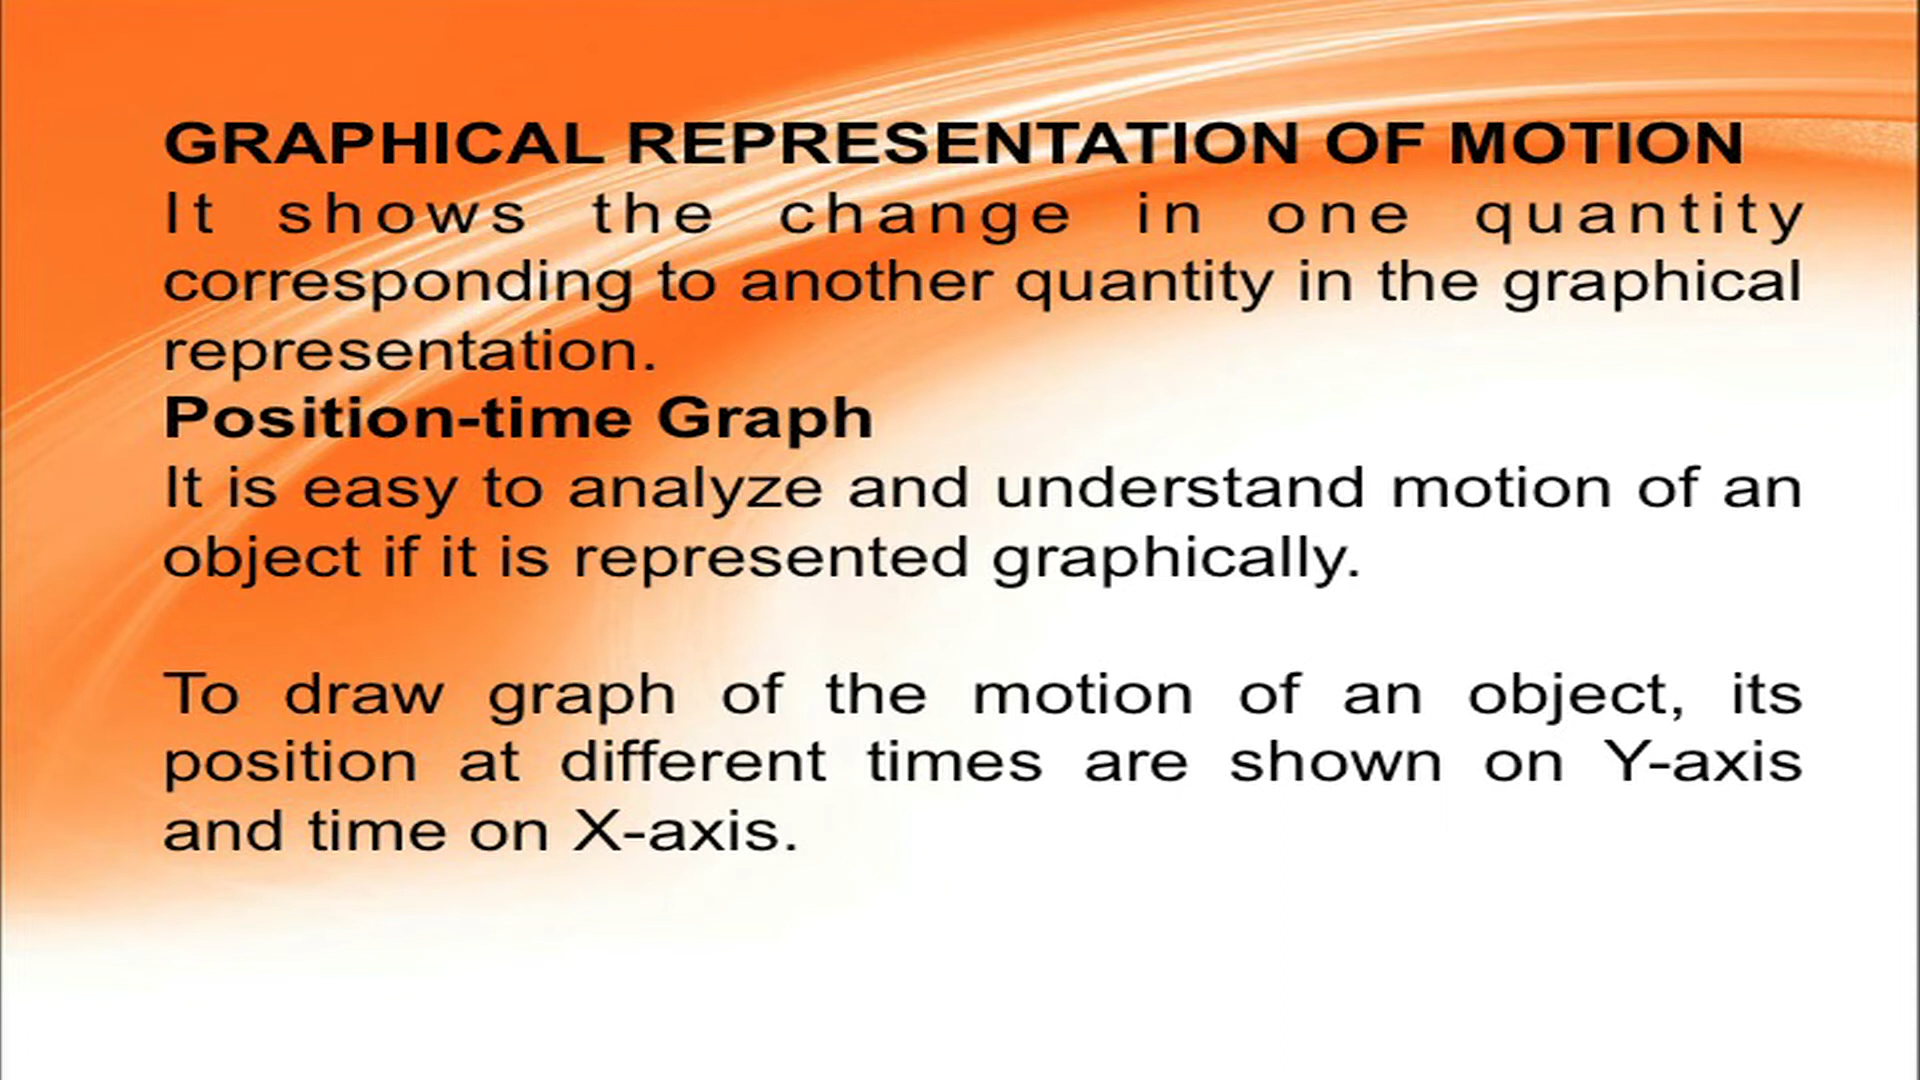 GRAPHICAL REPRESENTATION OF MOTION
It shows the change in one quantity
corresponding to another quantity in the graphical
representation.
Position-time Graph
It is easy to analyze and understand motion of an
object if it is represented graphically.
To draw graph of the motion of an object, its
position at different times are shown on Y-axis
and time on X-axis.